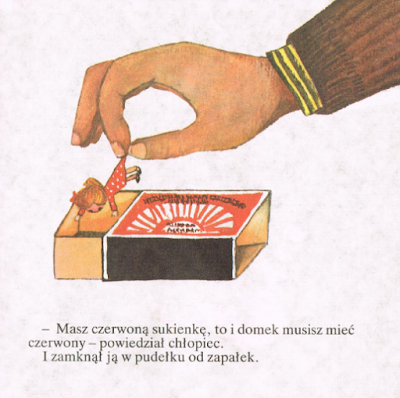 – Masz czerwoną sukienkę, to i domek musisz mieć
czerwony – powiedział chłopiec.
I zamknął ją w pudełku od zapałek.